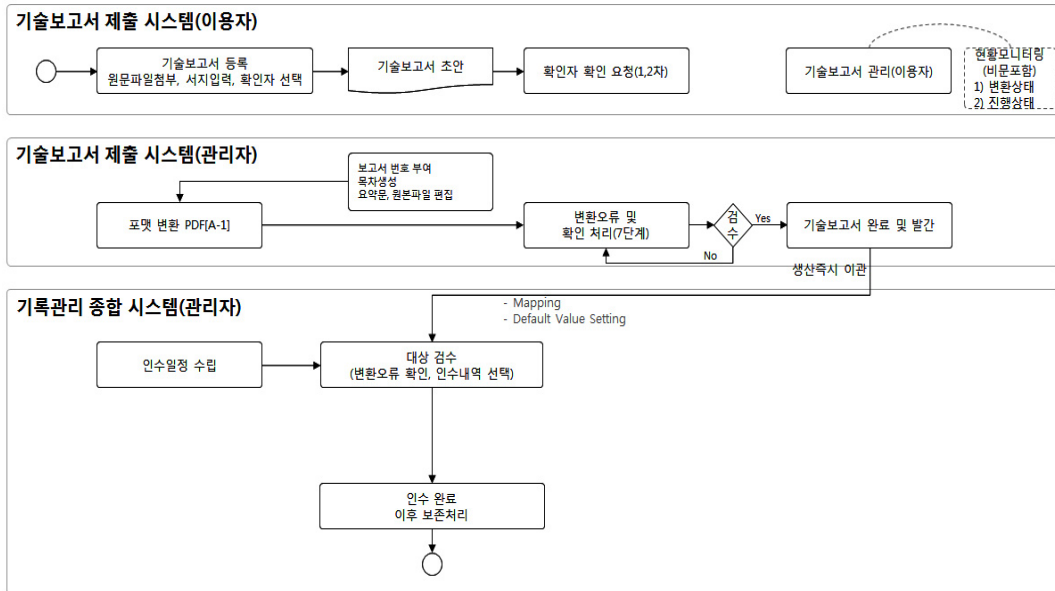 기술보고서 제출 시스템(이용자)
기술보고서 등록
원문파일첨부, 서지입력, 확인자 선택
기술보고서 초안
확인자 확인 요청(1,2차)
기술보고서 관리(이용자)
현황모니터링
(비문포함)
1) 변환상태
2) 진행상태
기술보고서 제출 시스템(관리자)
보고서 번호 부여
목차생성
요약문, 원본파일 편집
포맷 변환 PDF[A-1]
변환오류 및
확인 처리(7단계)
검
수
Yes
No
기술보고서 완료 및 발간
생산즉시 이관
기록관리 종합 시스템(관리자)
- Mapping
- Default Value Setting
인수일정 수립
대상 검수
(변환오류 확인, 인수내역 선택)
인수 완료
이후 보존처리